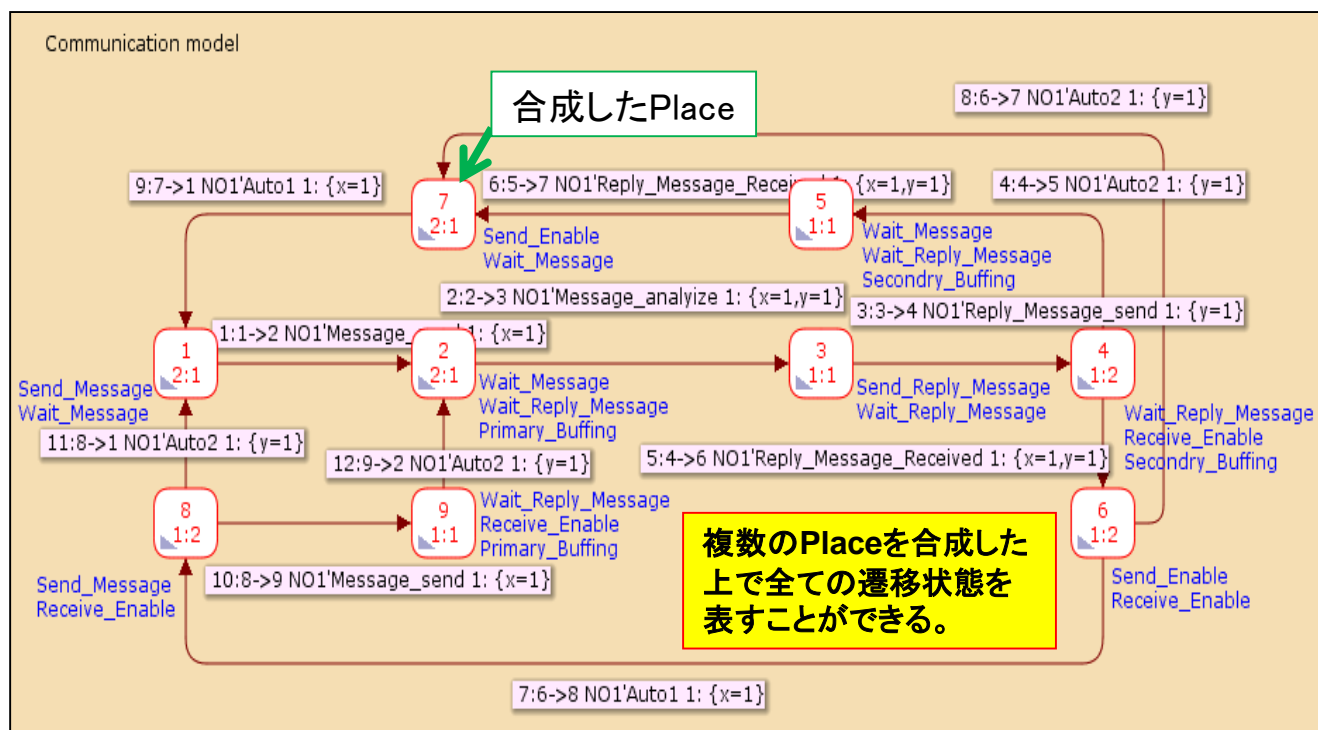 Communication model
合成したPlace
8:6->7 NO1'Auto2 1: {y=1}
9:7->1 NO1'Auto1 1: {x=1}
6:5->7 NO1'Reply_Message_Received 1: {x=1,y=1}
4:4->5 NO1'Auto2 1: {y=1}
7
2:1
Send_Enable
Wait_Message
5
1:1
Wait_Message
Wait_Reply_Message
Secondry_Buffing
2:2->3 NO1'Message_analyize 1: {x=1,y=1}
3:3->4 NO1'Reply_Message_send 1: {y=1}
1:1->2 NO1'Message_send 1: {x=1}
1
2:1
Send_Message
Wait_Message
2
2:1
Wait_Message
Wait_Reply_Message
Primary_Buffing
3
1:1
Send_Reply_Message
Wait_Reply_Message
4
1:2
Wait_Reply_Message
Receive_Enable
Secondry_Buffing
11:8->1 NO1'Auto2 1: {y=1}
12:9->2 NO1'Auto2 1: {y=1}
5:4->6 NO1'Reply_Message_Received 1: {x=1,y=1}
8
1:2
Send_Message
Receive_Enable
9
1:1
Wait_Reply_Message
Receive_Enable
Primary_Buffing
6
1:2
Send_Enable
Receive_Enable
10:8->9 NO1'Message_send 1: {x=1}
複数のPlaceを合成した
上で全ての遷移状態を
表すことができる。
7:6->8 NO1'Auto1 1: {x=1}